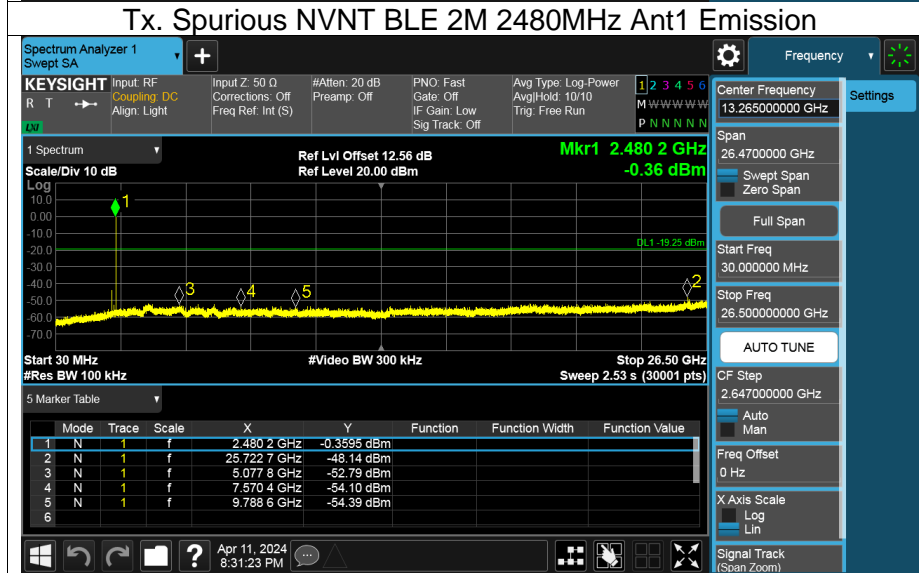 Tx. Spurious NVNT BLE 2M 2480MHz Ant1 Emission
Spectrum Analyzer 1
Swept SA
+
Frequency
KEYSIGHT
R T
LXI
Input: RF
Coupling: DC
Align: Light
Input Z: 50 Ω
Corrections: Off
Freq Ref: Int (S)
#Atten: 20 dB
Preamp: Off
PNO: Fast
Gate: Off
IF Gain: Low
Sig Track: Off
Avg Type: Log-Power
Avg|Hold: 10/10
Trig: Free Run
1 2 3 4 5 6
M W W W W W
P N N N N N
1 Spectrum
Scale/Div 10 dB
Ref Lvl Offset 12.56 dB
Ref Level 20.00 dBm
Mkr1 2.480 2 GHz
-0.36 dBm
Log
10.0
0.00
-10.0
-20.0
-30.0
-40.0
-50.0
-60.0
-70.0
1
DL1 -19.25 dBm
3
4
5
2
Start 30 MHz
#Video BW 300 kHz
Stop 26.50 GHz
#Res BW 100 kHz
Sweep 2.53 s (30001 pts)
5 Marker Table
Mode Trace Scale X Y Function Function Width Function Value
1 N 1 f 2.480 2 GHz -0.3595 dBm
2 N 1 f 25.722 7 GHz -48.14 dBm
3 N 1 f 5.077 8 GHz -52.79 dBm
4 N 1 f 7.570 4 GHz -54.10 dBm
5 N 1 f 9.788 6 GHz -54.39 dBm
6
?
Apr 11, 2024
8:31:23 PM
Center Frequency
13.265000000 GHz
Settings
Span
26.4700000 GHz
Swept Span
Zero Span
Full Span
Start Freq
30.000000 MHz
Stop Freq
26.500000000 GHz
AUTO TUNE
CF Step
2.647000000 GHz
Auto
Man
Freq Offset
0 Hz
X Axis Scale
Log
Lin
Signal Track
(Span Zoom)